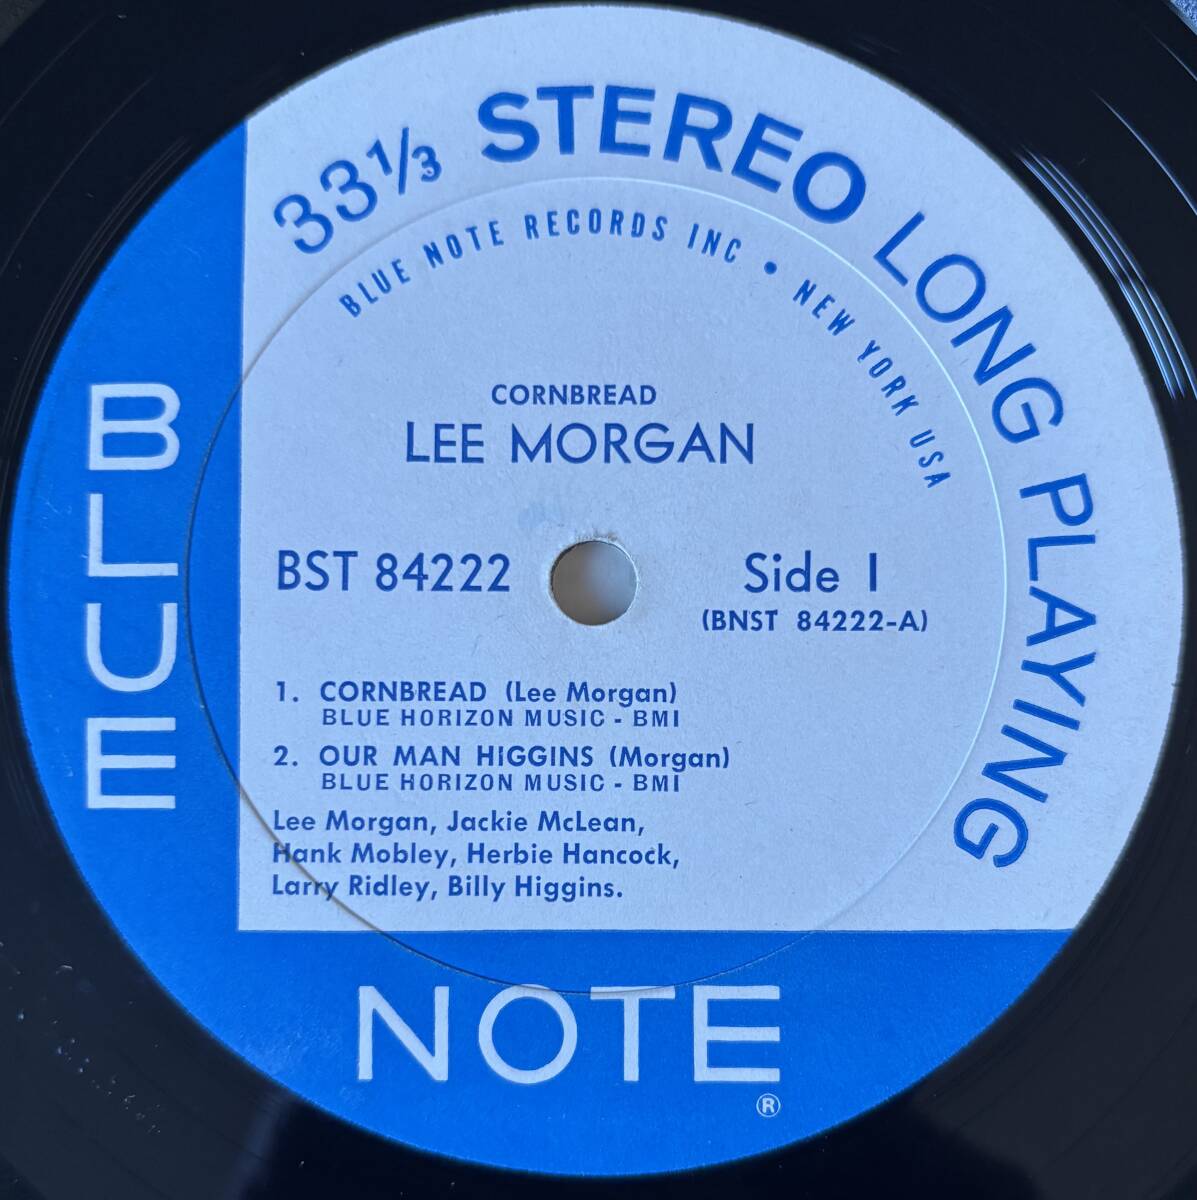 33 1/3 STEREO LONG PLAYING
BLUE NOTE RECORDS INC • NEW YORK USA
CORNBREAD
LEE MORGAN
BST 84222
Side 1
(BNST 84222-A)
1. CORNBREAD (Lee Morgan)
BLUE HORIZON MUSIC - BMI
2. OUR MAN HIGGINS (Morgan)
BLUE HORIZON MUSIC - BMI
Lee Morgan, Jackie McLean,
Hank Mobley, Herbie Hancock,
Larry Ridley, Billy Higgins.
BLUE
NOTE
®